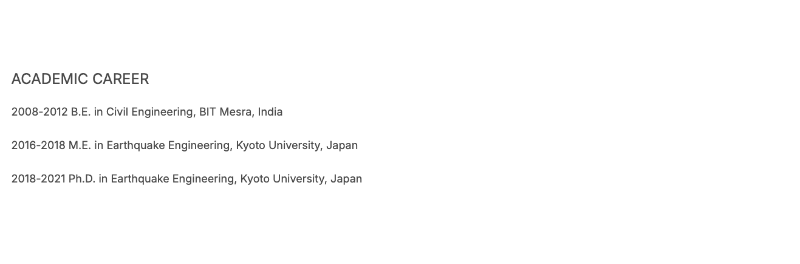 ACADEMIC CAREER
2008-2012 B.E. in Civil Engineering, BIT Mesra, India
2016-2018 M.E. in Earthquake Engineering, Kyoto University, Japan
2018-2021 Ph.D. in Earthquake Engineering, Kyoto University, Japan